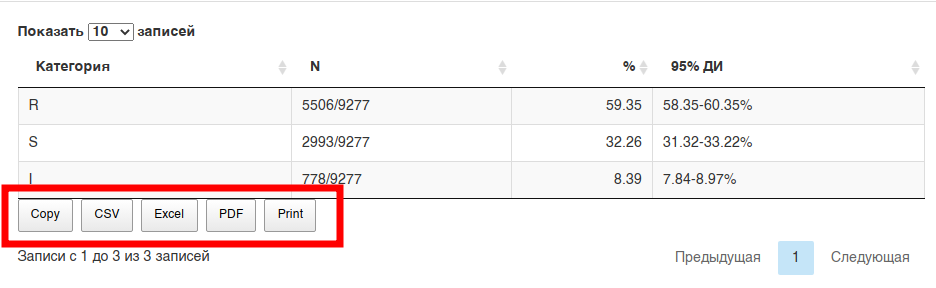 Показать 10 записей
Категория N % 95% ДИ
R 5506/9277 59.35 58.35-60.35%
S 2993/9277 32.26 31.32-33.22%
I 778/9277 8.39 7.84-8.97%
Copy CSV Excel PDF Print
Записи с 1 до 3 из 3 записей Предыдущая 1 Следующая